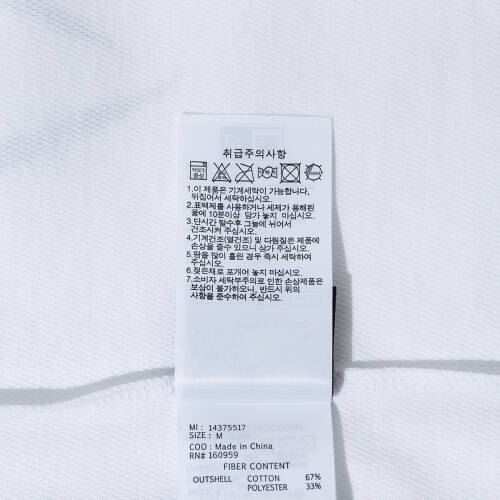 취급주의사항
1.이 제품은 기계세탁이 가능합니다,
뒤집어서 세탁하십시오.
2.표백제를 사용하거나 세제가 용해된
물에 10분이상 담가 놓지 마십시오.
3.단시간 탈수후 그늘에 뉘어서
건조시켜 주십시오.
4.기계건조(열건조) 및 다림질은 제품에
손상을 줄수 있으니 삼가 주십시오.
5.땀을 많이 흘린 경우 즉시 세탁하여
주십시오.
6.젖은채로 포개어 놓지 마십시오.
7.소비자 세탁부주의로 인한 손상제품은
보상이 불가하오니, 반드시 위의
사항을 준수하여 주십시오.
MI : 14375517
SIZE : M
COO : Made in China
RN# 160959
FIBER CONTENT
OUTSHELL COTTON 67%
POLYESTER 33%